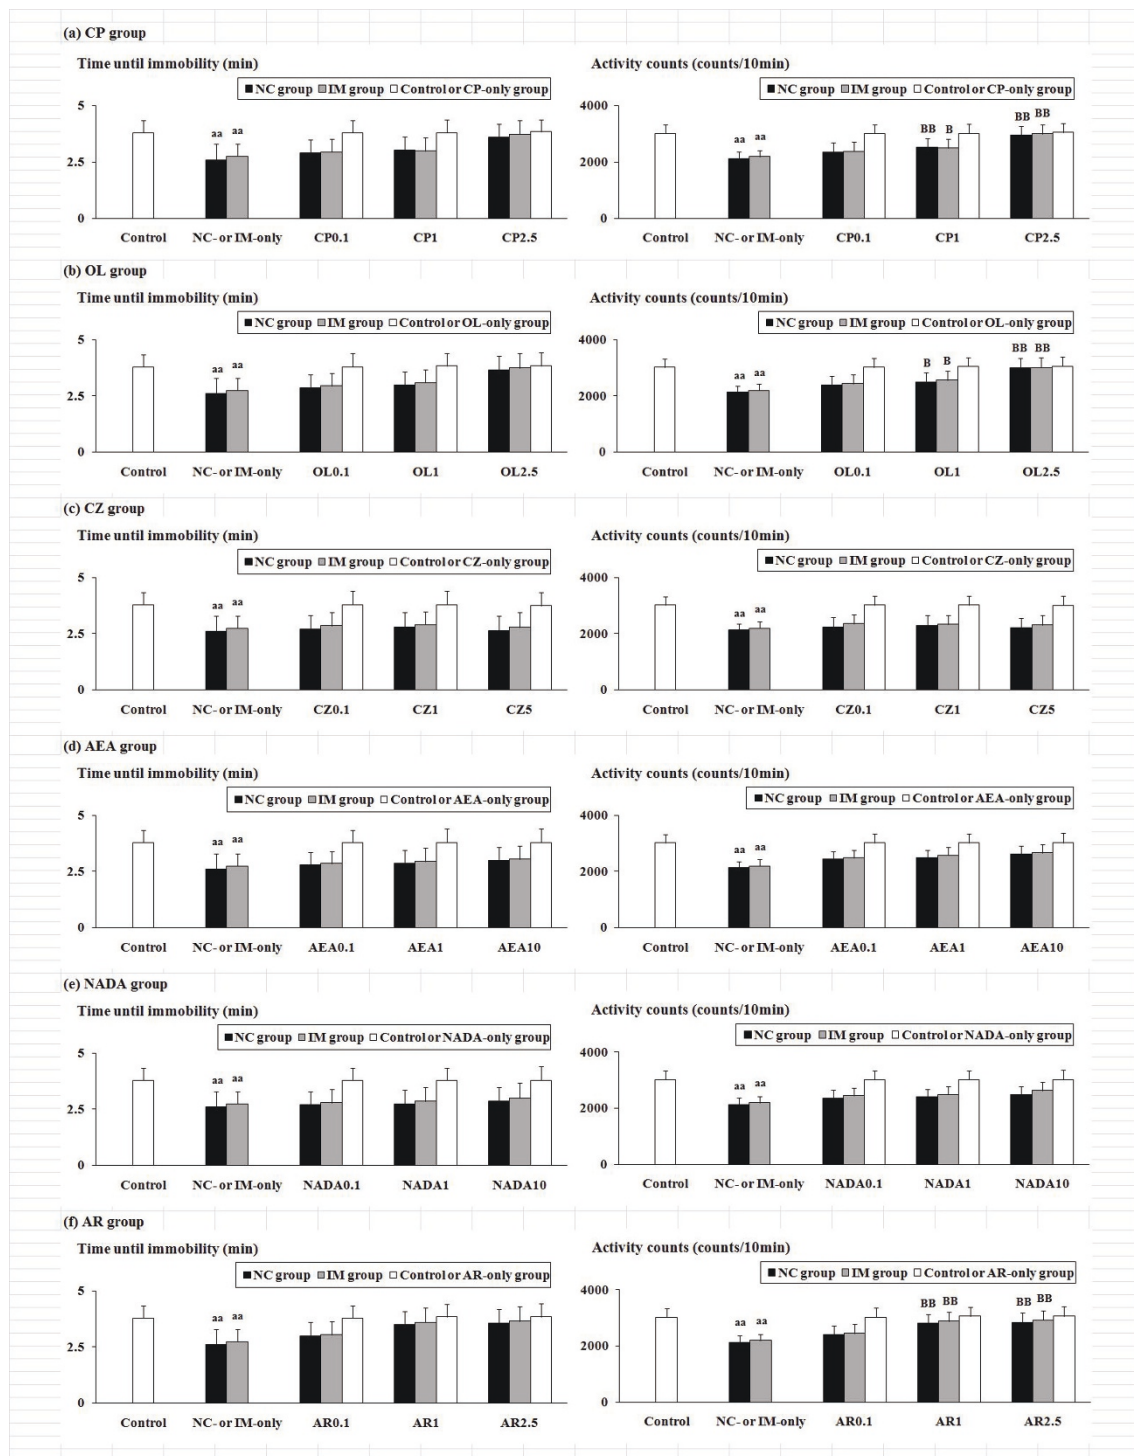 (a) CP group
Time until immobility (min)
NC group IM group Control or CP-only group
5
2.5
0
aa aa
Control NC- or IM-only CP0.1 CP1 CP2.5
Activity counts (counts/10min)
NC group IM group Control or CP-only group
4000
2000
0
aa aa BB B BB BB
Control NC- or IM-only CP0.1 CP1 CP2.5
(b) OL group
Time until immobility (min)
NC group IM group Control or OL-only group
5
2.5
0
aa aa
Control NC- or IM-only OL0.1 OL1 OL2.5
Activity counts (counts/10min)
NC group IM group Control or OL-only group
4000
2000
0
aa aa B B BB BB
Control NC- or IM-only OL0.1 OL1 OL2.5
(c) CZ group
Time until immobility (min)
NC group IM group Control or CZ-only group
5
2.5
0
aa aa
Control NC- or IM-only CZ0.1 CZ1 CZ5
Activity counts (counts/10min)
NC group IM group Control or CZ-only group
4000
2000
0
aa aa
Control NC- or IM-only CZ0.1 CZ1 CZ5
(d) AEA group
Time until immobility (min)
NC group IM group Control or AEA-only group
5
2.5
0
aa aa
Control NC- or IM-only AEA0.1 AEA1 AEA10
Activity counts (counts/10min)
NC group IM group Control or AEA-only group
4000
2000
0
aa aa
Control NC- or IM-only AEA0.1 AEA1 AEA10
(e) NADA group
Time until immobility (min)
NC group IM group Control or NADA-only group
5
2.5
0
aa aa
Control NC- or IM-only NADA0.1 NADA1 NADA10
Activity counts (counts/10min)
NC group IM group Control or NADA-only group
4000
2000
0
aa aa
Control NC- or IM-only NADA0.1 NADA1 NADA10
(f) AR group
Time until immobility (min)
NC group IM group Control or AR-only group
5
2.5
0
aa aa
Control NC- or IM-only AR0.1 AR1 AR2.5
Activity counts (counts/10min)
NC group IM group Control or AR-only group
4000
2000
0
aa aa BB BB BB BB
Control NC- or IM-only AR0.1 AR1 AR2.5